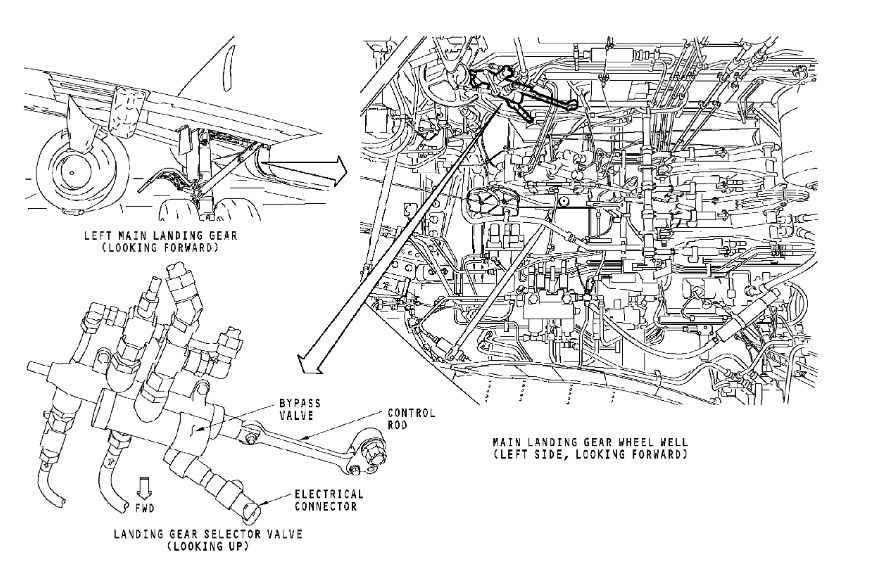 LEFT MAIN LANDING GEAR
(LOOKING FORWARD)
BYPASS
VALVE
CONTROL
ROD
MAIN LANDING GEAR WHEEL WELL
(LEFT SIDE, LOOKING FORWARD)
ELECTRICAL
CONNECTOR
FWD
LANDING GEAR SELECTOR VALVE
(LOOKING UP)